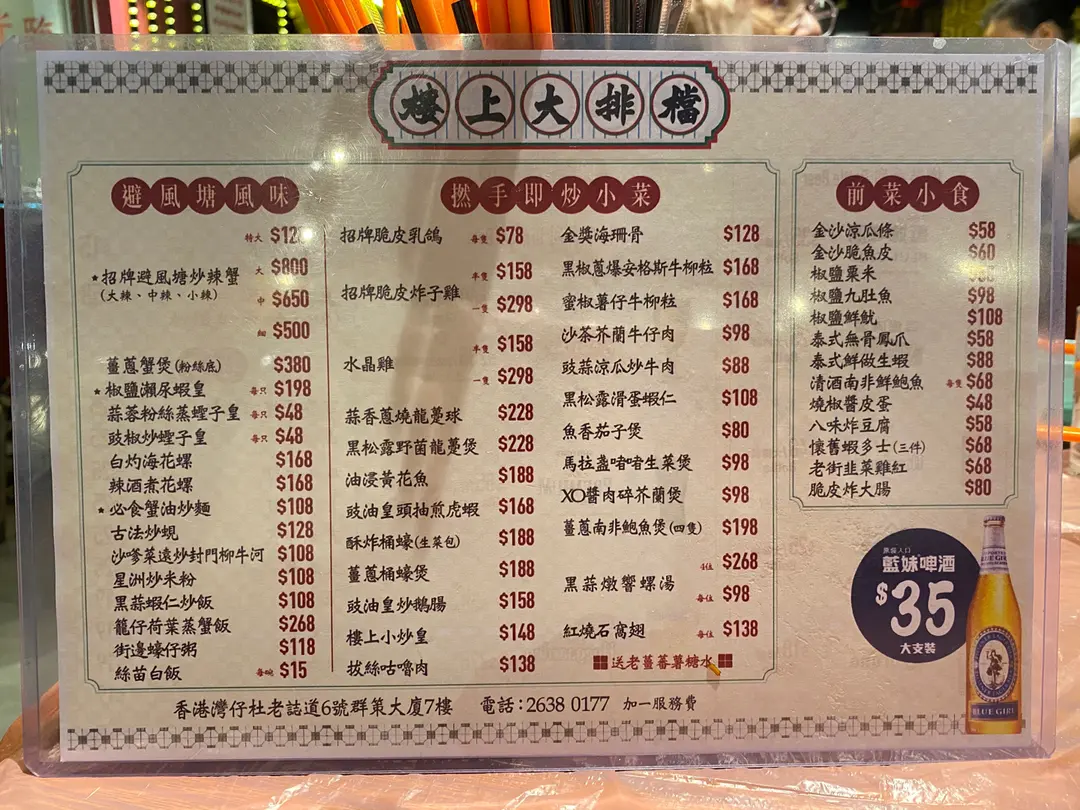 樓上大排檔
避風塘風味
特大
★招牌避風塘炒辣蟹 大 $800
(大辣、中辣、小辣)
中 $650
細 $500
薑蔥蟹煲(粉絲底) $380
★椒鹽瀨尿蝦皇 每只 $198
蒜蓉粉絲蒸蟶子皇 每只 $48
豉椒炒蟶子皇 每只 $48
白灼海花螺 $168
辣酒煮花螺 $168
★必食蟹油炒麵 $108
古法炒蜆 $128
沙嗲菜遠炒封門柳牛河 $108
星洲炒米粉 $108
黑蒜蝦仁炒飯 $108
籠仔荷葉蒸蟹飯 $268
街邊蠔仔粥 $118
絲苗白飯 每碗 $15
撚手即炒小菜
招牌脆皮乳鴿 每隻 $78
半隻 $158
招牌脆皮炸子雞
一隻 $298
半隻 $158
水晶雞
一隻 $298
蒜香蔥燒龍躉球 $228
黑松露野菌龍躉煲 $228
油浸黃花魚 $188
豉油皇頭抽煎虎蝦 $168
酥炸桶蠔(生菜包) $188
薑蔥桶蠔煲 $188
豉油皇炒鵝腸 $158
樓上小炒皇 $148
拔絲咕嚕肉 $138
金獎海珊骨 $128
黑椒蔥爆安格斯牛柳粒 $168
蜜椒薯仔牛柳粒 $168
沙茶芥蘭牛仔肉 $98
豉蒜涼瓜炒牛肉 $88
黑松露滑蛋蝦仁 $108
魚香茄子煲 $80
馬拉盞啫啫生菜煲 $98
XO醬肉碎芥蘭煲 $98
薑蔥南非鮑魚煲(四隻) $198
4位 $268
黑蒜燉響螺湯
每位 $98
紅燒石窩翅 每位 $138
送老薑蕃薯糖水
前菜小食
金沙涼瓜條 $58
金沙脆魚皮 $60
椒鹽粟米
椒鹽九肚魚 $98
椒鹽鮮魷 $108
泰式無骨鳳爪 $58
泰式鮮做生蝦 $88
清酒南非鮮鮑魚 每隻 $68
燒椒醬皮蛋 $48
八味炸豆腐 $58
懷舊蝦多士(三件) $68
老街韭菜雞紅 $68
脆皮炸大腸 $80
原裝入口
藍妹啤酒
$35
大支裝
BLUE GIRL
香港灣仔杜老誌道6號群策大廈7樓 電話:2638 0177 加一服務費